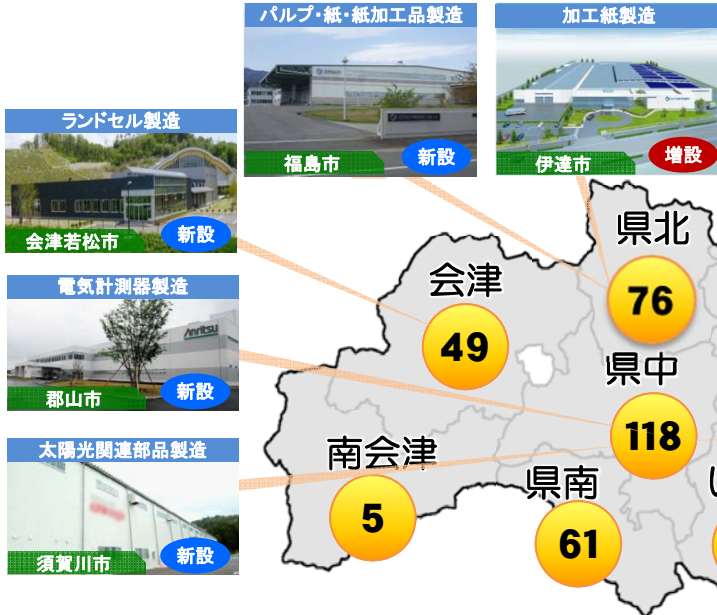 パルプ・紙・紙加工品製造
福島市
新設
加工紙製造
伊達市
増設
ランドセル製造
会津若松市
新設
電気計測器製造
Anritsu
郡山市
新設
太陽光関連部品製造
須賀川市
新設
県北
76
会津
49
県中
118
南会津
5
県南
61